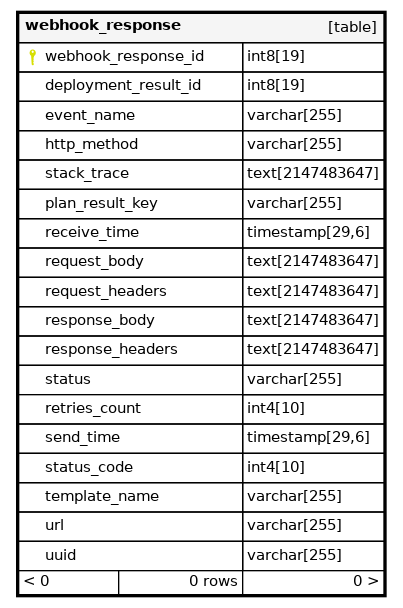 webhook_response [table]
webhook_response_id int8[19]
deployment_result_id int8[19]
event_name varchar[255]
http_method varchar[255]
stack_trace text[2147483647]
plan_result_key varchar[255]
receive_time timestamp[29,6]
request_body text[2147483647]
request_headers text[2147483647]
response_body text[2147483647]
response_headers text[2147483647]
status varchar[255]
retries_count int4[10]
send_time timestamp[29,6]
status_code int4[10]
template_name varchar[255]
url varchar[255]
uuid varchar[255]
< 0 0 rows 0 >